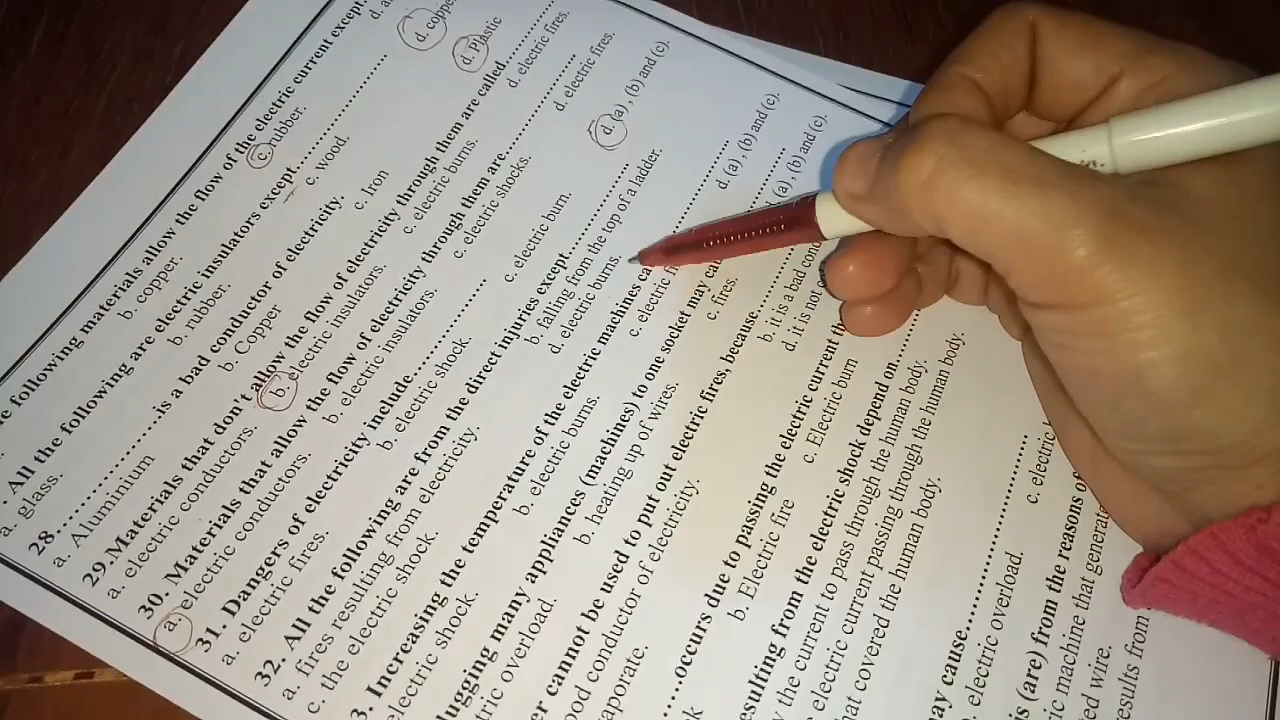 e following materials allow the flow of the electric current except.
b. copper. c. rubber. d. a
. All the following are electric insulators except..................
a. glass. b. rubber. c. wood. d. coppe
28. .................. is a bad conductor of electricity.
a. Aluminium b. Copper c. Iron d. Plastic
29.Materials that don't allow the flow of electricity through them are called..........
a. electric conductors. b. electric insulators. c. electric burns. d. electric fires.
30. Materials that allow the flow of electricity through them are................
a. electric conductors. b. electric insulators. c. electric shocks. d. electric fires.
31. Dangers of electricity include..................
a. electric fires. b. electric shock. c. electric burn. d. (a) , (b) and (c).
32. All the following are from the direct injuries except..................
a. fires resulting from electricity. b. falling from the top of a ladder.
c. the electric shock. d. electric burns.
3. Increasing the temperature of the electric machines ca ..................
electric shock. b. electric burns. c. electric d. (a) , (b) and (c).
lugging many appliances (machines) to one socket may cau ..................
tric overload. b. heating up of wires. c. fires. (a) , (b) and (c).
er cannot be used to put out electric fires, because..................
ood conductor of electricity. b. it is a bad cond
aporate. d. it is not
.....occurs due to passing the electric current th
k b. Electric fire c. Electric burn
esulting from the electric shock depend on..........
y the current to pass through the human body.
e electric current passing through the human body.
hat covered the human body.
ay cause..................
. electric overload. c. electric
is (are) from the reasons of
ic machine that generat
ed wire.
esults from